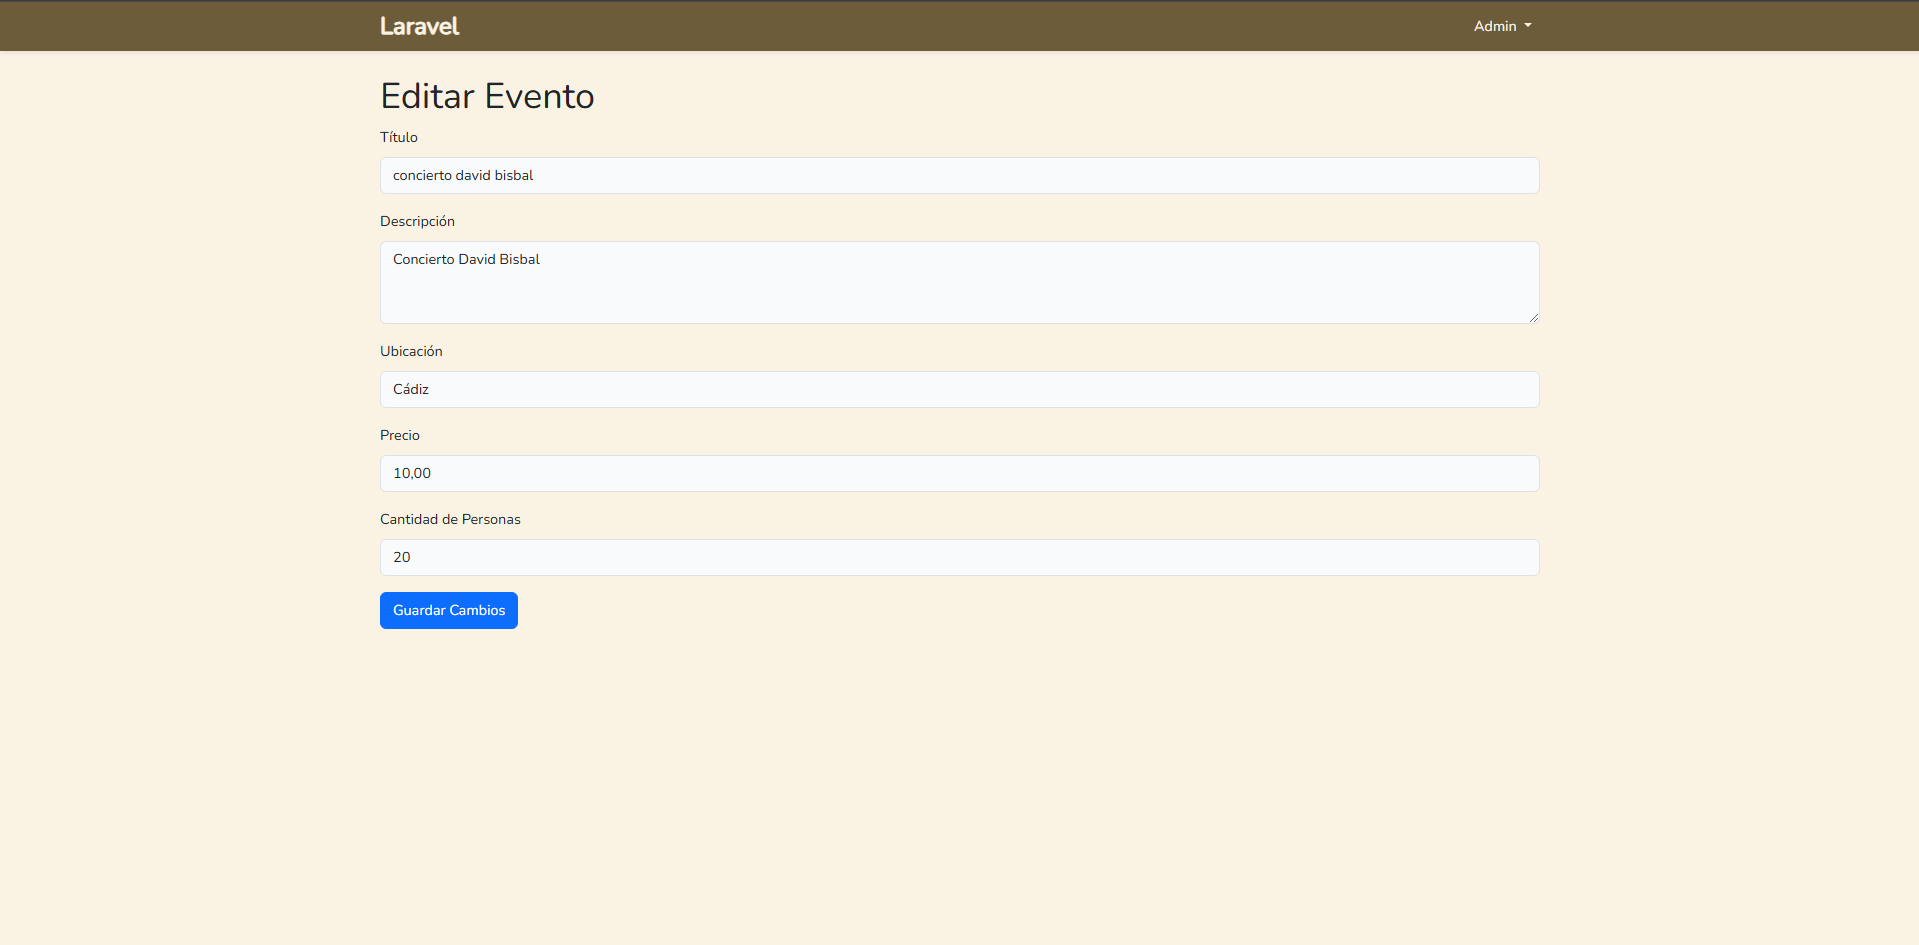 Laravel
Admin
Editar Evento
Título
concierto david bisbal
Descripción
Concierto David Bisbal
Ubicación
Cádiz
Precio
10,00
Cantidad de Personas
20
Guardar Cambios